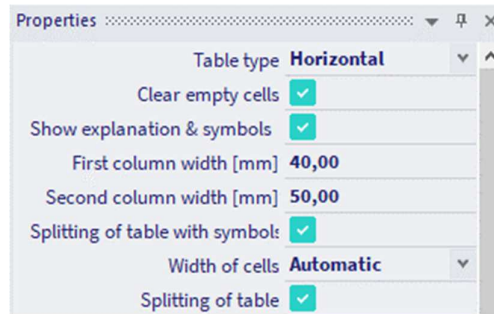 Properties
Table type Horizontal
Clear empty cells
Show explanation & symbols
First column width [mm] 40,00
Second column width [mm] 50,00
Splitting of table with symbols
Width of cells Automatic
Splitting of table